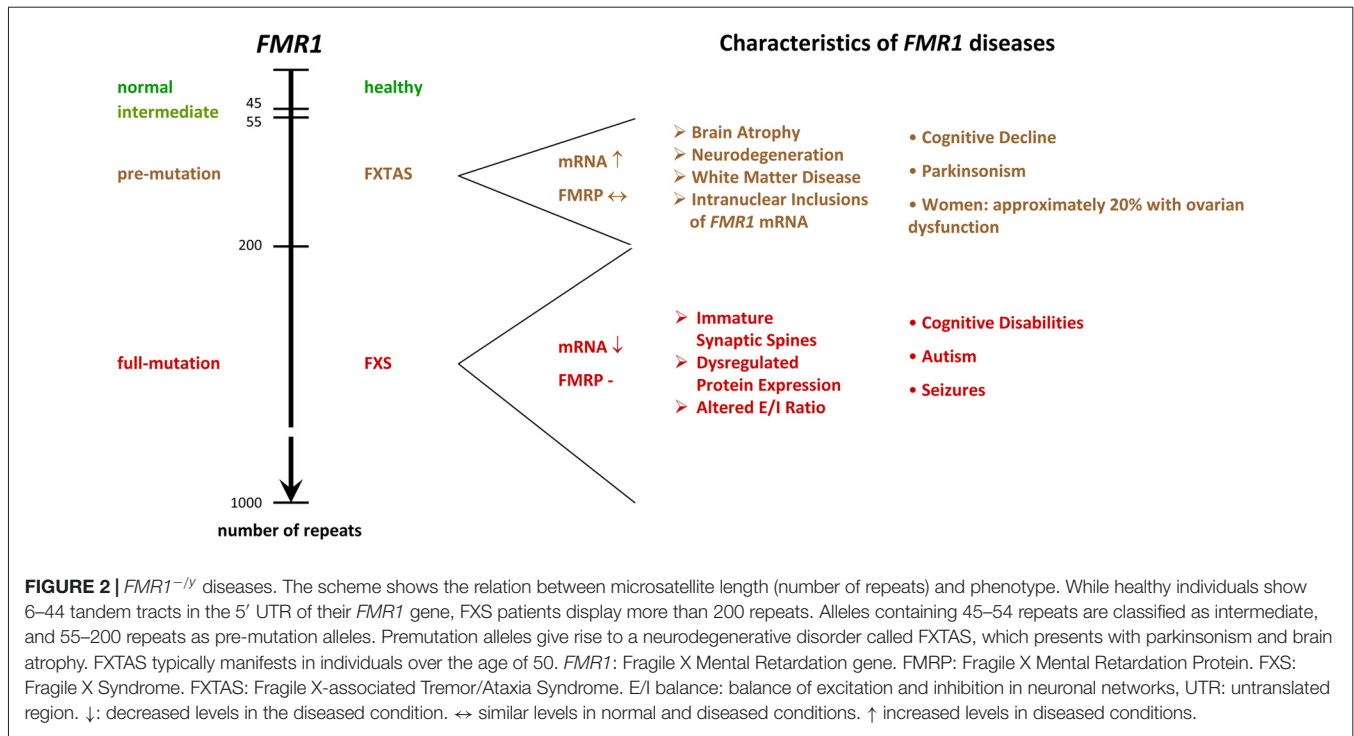 FMR1
Characteristics of FMR1 diseases
normal
healthy
intermediate
45
55
pre-mutation
FXTAS
mRNA ↑
FMRP ↔
➢ Brain Atrophy
➢ Neurodegeneration
➢ White Matter Disease
➢ Intranuclear Inclusions
of FMR1 mRNA
• Cognitive Decline
• Parkinsonism
• Women: approximately 20% with ovarian
dysfunction
200
full-mutation
FXS
mRNA ↓
FMRP -
➢ Immature
Synaptic Spines
➢ Dysregulated
Protein Expression
➢ Altered E/I Ratio
• Cognitive Disabilities
• Autism
• Seizures
1000
number of repeats
FIGURE 2 | FMR1−/y diseases. The scheme shows the relation between microsatellite length (number of repeats) and phenotype. While healthy individuals show
6–44 tandem tracts in the 5′ UTR of their FMR1 gene, FXS patients display more than 200 repeats. Alleles containing 45–54 repeats are classified as intermediate,
and 55–200 repeats as pre-mutation alleles. Premutation alleles give rise to a neurodegenerative disorder called FXTAS, which presents with parkinsonism and brain
atrophy. FXTAS typically manifests in individuals over the age of 50. FMR1: Fragile X Mental Retardation gene. FMRP: Fragile X Mental Retardation Protein. FXS:
Fragile X Syndrome. FXTAS: Fragile X-associated Tremor/Ataxia Syndrome. E/I balance: balance of excitation and inhibition in neuronal networks, UTR: untranslated
region. ↓: decreased levels in the diseased condition. ↔ similar levels in normal and diseased conditions. ↑ increased levels in diseased conditions.